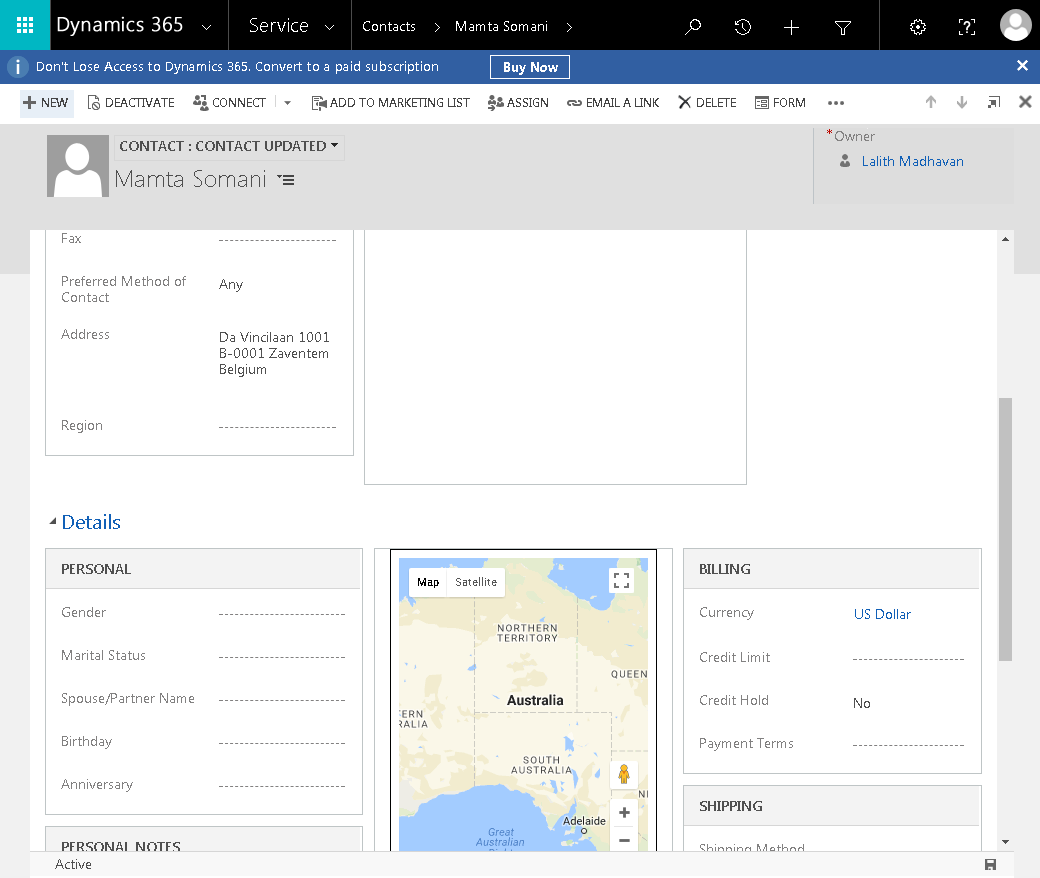 Dynamics 365 Service Contacts Mamta Somani
Don't Lose Access to Dynamics 365. Convert to a paid subscription Buy Now
NEW DEACTIVATE CONNECT ADD TO MARKETING LIST ASSIGN EMAIL A LINK DELETE FORM
CONTACT : CONTACT UPDATED
Mamta Somani
*Owner
Lalith Madhavan
Fax
Preferred Method of
Contact
Any
Address
Da Vincilaan 1001
B-0001 Zaventem
Belgium
Region
Details
PERSONAL
Gender
Marital Status
Spouse/Partner Name
Birthday
Anniversary
PERSONAL NOTES
Map Satellite
NORTHERN
TERRITORY
QUEEN
Australia
ERN
RALIA
SOUTH
AUSTRALIA
NE
Adelaide
Great
Australian
BILLING
Currency US Dollar
Credit Limit
Credit Hold No
Payment Terms
SHIPPING
Shipping Method
Active